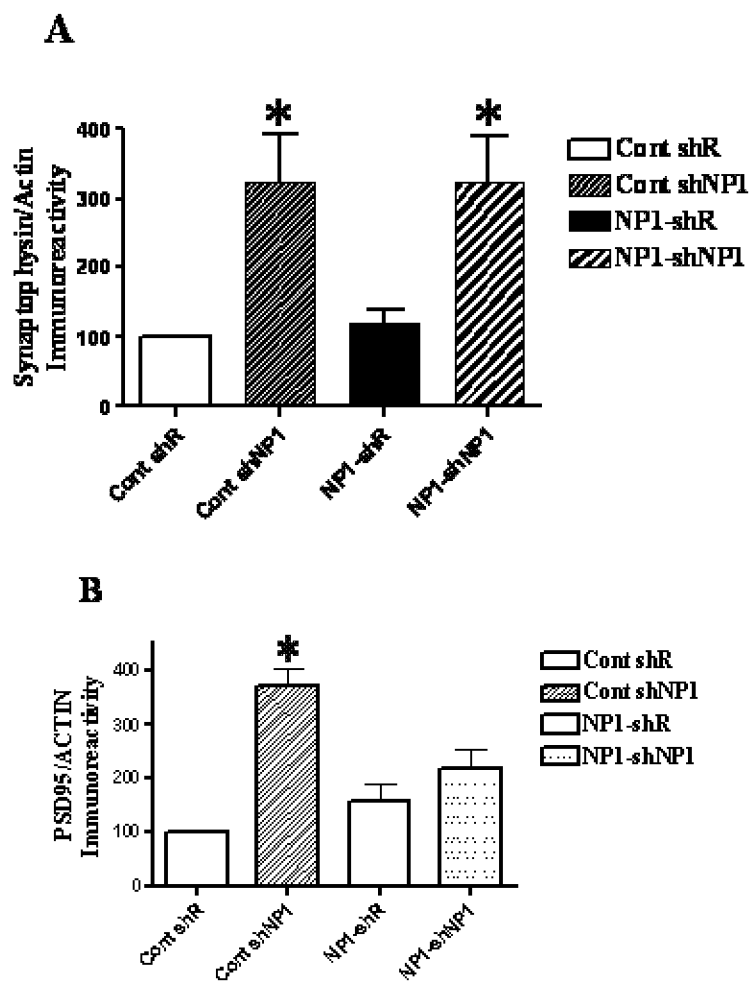 A
Synaptophysin/Actin
Immunoreactivity
400
300
200
100
0
*
*
Cont shR
Cont shNP1
NP1-shR
NP1-shNP1
Cont shR
Cont shNP1
NP1-shR
NP1-shNP1
B
PSD95/ACTIN
Immunoreactivity
400
300
200
100
0
*
Cont shR
Cont shNP1
NP1-shR
NP1-shNP1
Cont shR
Cont shNP1
NP1-shR
NP1-shNP1